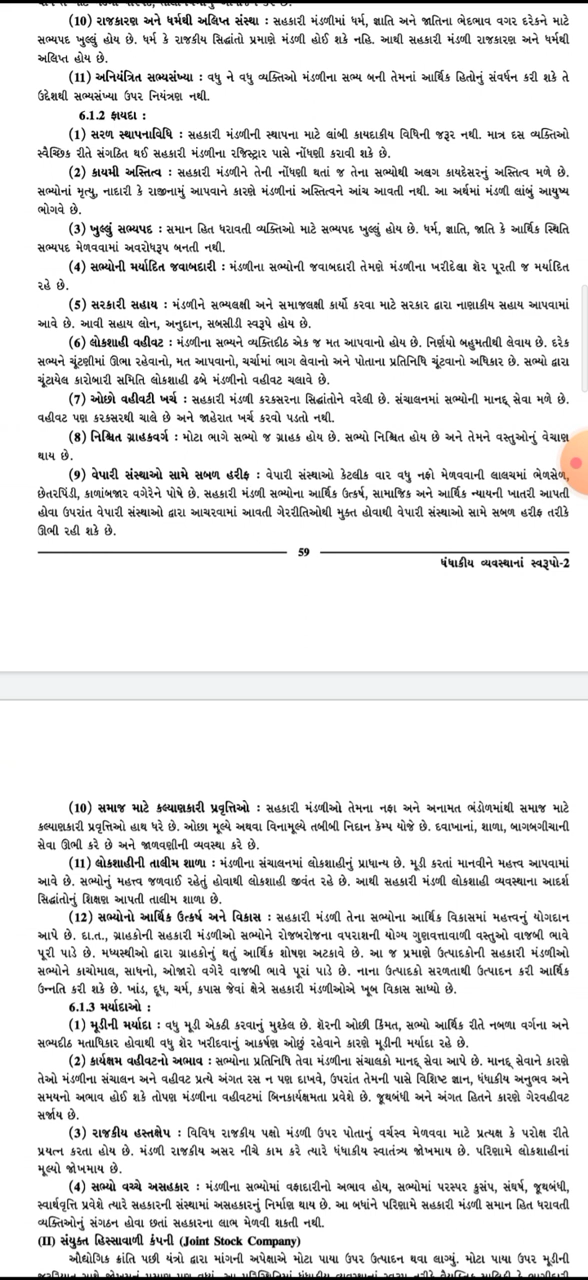 (10) રાજકારણ અને ધર્મથી અલિપ્ત સંસ્થા : સહકારી મંડળીમાં ધર્મ, જ્ઞાતિ અને જાતિના ભેદભાવ વગર દરેકને માટે
સભ્યપદ ખુલ્લું હોય છે. ધર્મ કે રાજકીય સિદ્ધાંતો પ્રમાણે મંડળી હોઈ શકે નહિ. આથી સહકારી મંડળી રાજકારણ અને ધર્મથી
અલિપ્ત હોય છે.
(11) અનિયંત્રિત સભ્યસંખ્યા : વધુ ને વધુ વ્યક્તિઓ મંડળીના સભ્ય બની તેમનાં આર્થિક હિતોનું સંવર્ધન કરી શકે તે
ઉદેશથી સભ્યસંખ્યા ઉપર નિયંત્રણ નથી.
6.1.2 ફાયદા :
(1) સરળ સ્થાપનાવિધિ : સહકારી મંડળીની સ્થાપના માટે લાંબી કાયદાકીય વિધિની જરૂર નથી. માત્ર દસ વ્યક્તિઓ
સ્વૈચ્છિક રીતે સંગઠિત થઈ સહકારી મંડળીના રજિસ્ટ્રાર પાસે નોંધણી કરાવી શકે છે.
(2) કાયમી અસ્તિત્વ : સહકારી મંડળીને તેની નોંધણી થતાં જ તેના સભ્યોથી અલગ કાયદેસરનું અસ્તિત્વ મળે છે.
સભ્યોનાં મૃત્યુ, નાદારી કે રાજીનામું આપવાને કારણે મંડળીનાં અસ્તિત્વને આંચ આવતી નથી. આ અર્થમાં મંડળી લાંબું આયુષ્ય
ભોગવે છે.
(3) ખુલ્લું સભ્યપદ : સમાન હિત ધરાવતી વ્યક્તિઓ માટે સભ્યપદ ખુલ્લું હોય છે. ધર્મ, જ્ઞાતિ, જાતિ કે આર્થિક સ્થિતિ
સભ્યપદ મેળવવામાં અવરોધરૂપ બનતી નથી.
(4) સભ્યોની મર્યાદિત જવાબદારી : મંડળીના સભ્યોની જવાબદારી તેમણે મંડળીના ખરીદેલા શૅર પૂરતી જ મર્યાદિત
રહે છે.
(5) સરકારી સહાય : મંડળીને સભ્યલક્ષી અને સમાજલક્ષી કાર્યો કરવા માટે સરકાર દ્વારા નાણાકીય સહાય આપવામાં
આવે છે. આવી સહાય લોન, અનુદાન, સબસીડી સ્વરૂપે હોય છે.
(6) લોકશાહી વહીવટ : મંડળીના સભ્યને વ્યક્તિદીઠ એક જ મત આપવાનો હોય છે. નિર્ણયો બહુમતીથી લેવાય છે. દરેક
સભ્યને ચૂંટણીમાં ઊભા રહેવાનો, મત આપવાનો, ચર્ચામાં ભાગ લેવાનો અને પોતાના પ્રતિનિધિ ચૂંટવાનો અધિકાર છે. સભ્યો દ્વારા
ચૂંટાયેલ કારોબારી સમિતિ લોકશાહી ઢબે મંડળીનો વહીવટ ચલાવે છે.
(7) ઓછો વહીવટી ખર્ચ : સહકારી મંડળી કરકસરના સિદ્ધાંતોને વરેલી છે. સંચાલનમાં સભ્યોની માનદ્ સેવા મળે છે.
વહીવટ પણ કરકસરથી ચાલે છે અને જાહેરાત ખર્ચ કરવો પડતો નથી.
(8) નિશ્ચિત ગ્રાહકવર્ગ : મોટા ભાગે સભ્યો જ ગ્રાહક હોય છે. સભ્યો નિશ્ચિત હોય છે અને તેમને વસ્તુઓનું વેચાણ
થાય છે.
(9) વેપારી સંસ્થાઓ સામે સબળ હરીફ : વેપારી સંસ્થાઓ કેટલીક વાર વધુ નફો મેળવવાની લાલચમાં ભેળસેળ,
છેતરપિંડી, કાળાંબજાર વગેરેને પોષે છે. સહકારી મંડળી સભ્યોના આર્થિક ઉત્કર્ષ, સામાજિક અને આર્થિક ન્યાયની ખાતરી આપતી
હોવા ઉપરાંત વેપારી સંસ્થાઓ દ્વારા આચરવામાં આવતી ગેરરીતિઓથી મુક્ત હોવાથી વેપારી સંસ્થાઓ સામે સબળ હરીફ તરીકે
ઊભી રહી શકે છે.
59
ધંધાકીય વ્યવસ્થાનાં સ્વરૂપો-2
(10) સમાજ માટે કલ્યાણકારી પ્રવૃત્તિઓ : સહકારી મંડળીઓ તેમના નફા અને અનામત ભંડોળમાંથી સમાજ માટે
કલ્યાણકારી પ્રવૃત્તિઓ હાથ ધરે છે. ઓછા મૂલ્યે અથવા વિનામૂલ્યે તબીબી નિદાન કેમ્પ યોજે છે. દવાખાનાં, શાળા, બાગબગીચાની
સેવા ઊભી કરે છે અને જાળવણીની વ્યવસ્થા કરે છે.
(11) લોકશાહીની તાલીમ શાળા : મંડળીના સંચાલનમાં લોકશાહીનું પ્રાધાન્ય છે. મૂડી કરતાં માનવીને મહત્ત્વ આપવામાં
આવે છે. સભ્યોનું મહત્ત્વ જળવાઈ રહેતું હોવાથી લોકશાહી જીવંત રહે છે. આથી સહકારી મંડળી લોકશાહી વ્યવસ્થાના આદર્શ
સિદ્ધાંતોનું શિક્ષણ આપતી તાલીમ શાળા છે.
(12) સભ્યોનો આર્થિક ઉત્કર્ષ અને વિકાસ : સહકારી મંડળી તેના સભ્યોના આર્થિક વિકાસમાં મહત્ત્વનું યોગદાન
આપે છે. દા.ત., ગ્રાહકોની સહકારી મંડળીઓ સભ્યોને રોજબરોજના વપરાશની યોગ્ય ગુણવત્તાવાળી વસ્તુઓ વાજબી ભાવે
પૂરી પાડે છે. મધ્યસ્થીઓ દ્વારા ગ્રાહકોનું થતું આર્થિક શોષણ અટકાવે છે. આ જ પ્રમાણે ઉત્પાદકોની સહકારી મંડળીઓ
સભ્યોને કાચોમાલ, સાધનો, ઓજારો વગેરે વાજબી ભાવે પૂરાં પાડે છે. નાના ઉત્પાદકો સરળતાથી ઉત્પાદન કરી આર્થિક
ઉન્નતિ કરી શકે છે. ખાંડ, દૂધ, ચર્મ, કપાસ જેવાં ક્ષેત્રે સહકારી મંડળીઓએ ખૂબ વિકાસ સાધ્યો છે.
6.1.3 મર્યાદાઓ :
(1) મૂડીની મર્યાદા : વધુ મૂડી એકઠી કરવાનું મુશ્કેલ છે. શૅરની ઓછી કિંમત, સભ્યો આર્થિક રીતે નબળા વર્ગના અને
સભ્યદીઠ મતાધિકાર હોવાથી વધુ શૅર ખરીદવાનું આકર્ષણ ઓછું રહેવાને કારણે મૂડીની મર્યાદા રહે છે.
(2) કાર્યક્ષમ વહીવટનો અભાવ : સભ્યોના પ્રતિનિધિ તેવા મંડળીના સંચાલકો માનદ્ સેવા આપે છે. માનદ્ સેવાને કારણે
તેઓ મંડળીના સંચાલન અને વહીવટ પ્રત્યે અંગત રસ ન પણ દાખવે, ઉપરાંત તેમની પાસે વિશિષ્ટ જ્ઞાન, ધંધાકીય અનુભવ અને
સમયનો અભાવ હોઈ શકે તોપણ મંડળીના વહીવટમાં બિનકાર્યક્ષમતા પ્રવેશે છે. જૂથબંધી અને અંગત હિતને કારણે ગેરવહીવટ
સર્જાય છે.
(3) રાજકીય હસ્તક્ષેપ : વિવિધ રાજકીય પક્ષો મંડળી ઉપર પોતાનું વર્ચસ્વ મેળવવા માટે પ્રત્યક્ષ કે પરોક્ષ રીતે
પ્રયત્ન કરતા હોય છે. મંડળી રાજકીય અસર નીચે કામ કરે ત્યારે ધંધાકીય સ્વાતંત્ર્ય જોખમાય છે. પરિણામે લોકશાહીનાં
મૂલ્યો જોખમાય છે.
(4) સભ્યો વચ્ચે અસહકાર : મંડળીના સભ્યોમાં વફાદારીનો અભાવ હોય, સભ્યોમાં પરસ્પર કુસંપ, સંઘર્ષ, જૂથબંધી,
સ્વાર્થવૃત્તિ પ્રવેશે ત્યારે સહકારની સંસ્થામાં અસહકારનું નિર્માણ થાય છે. આ બધાંને પરિણામે સહકારી મંડળી સમાન હિત ધરાવતી
વ્યક્તિઓનું સંગઠન હોવા છતાં સહકારના લાભ મેળવી શકતી નથી.
(II) સંયુક્ત હિસ્સાવાળી કંપની (Joint Stock Company)
ઔદ્યોગિક ક્રાંતિ પછી યંત્રો દ્વારા માંગની અપેક્ષાએ મોટા પાયા ઉપર ઉત્પાદન થવા લાગ્યું. મોટા પાયા ઉપર મૂડીની